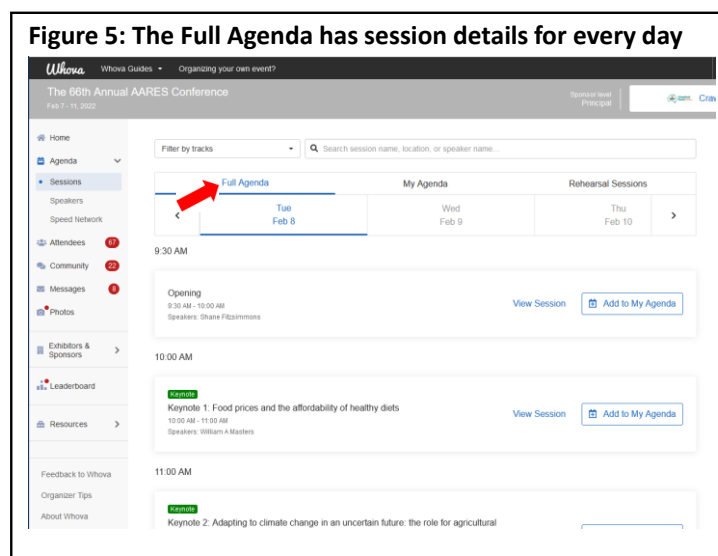 Figure 5: The Full Agenda has session details for every day
Whova Whova Guides Organizing your own event?
The 66th Annual AARES Conference
Feb 7 - 11, 2022
Sponsor level
Principal
Craw
Home
Agenda
Sessions
Speakers
Speed Network
Attendees 67
Community 22
Messages 8
Photos
Exhibitors &
Sponsors
Leaderboard
Resources
Feedback to Whova
Organizer Tips
About Whova
Filter by tracks
Search session name, location, or speaker name...
Full Agenda My Agenda Rehearsal Sessions
Tue Wed Thu
Feb 8 Feb 9 Feb 10
9:30 AM
Opening
9:30 AM - 10:00 AM
Speakers: Shane Fitzsimmons
View Session Add to My Agenda
10:00 AM
Keynote
Keynote 1: Food prices and the affordability of healthy diets
10:00 AM - 11:00 AM
Speakers: William A Masters
View Session Add to My Agenda
11:00 AM
Keynote
Keynote 2: Adapting to climate change in an uncertain future: the role for agricultural